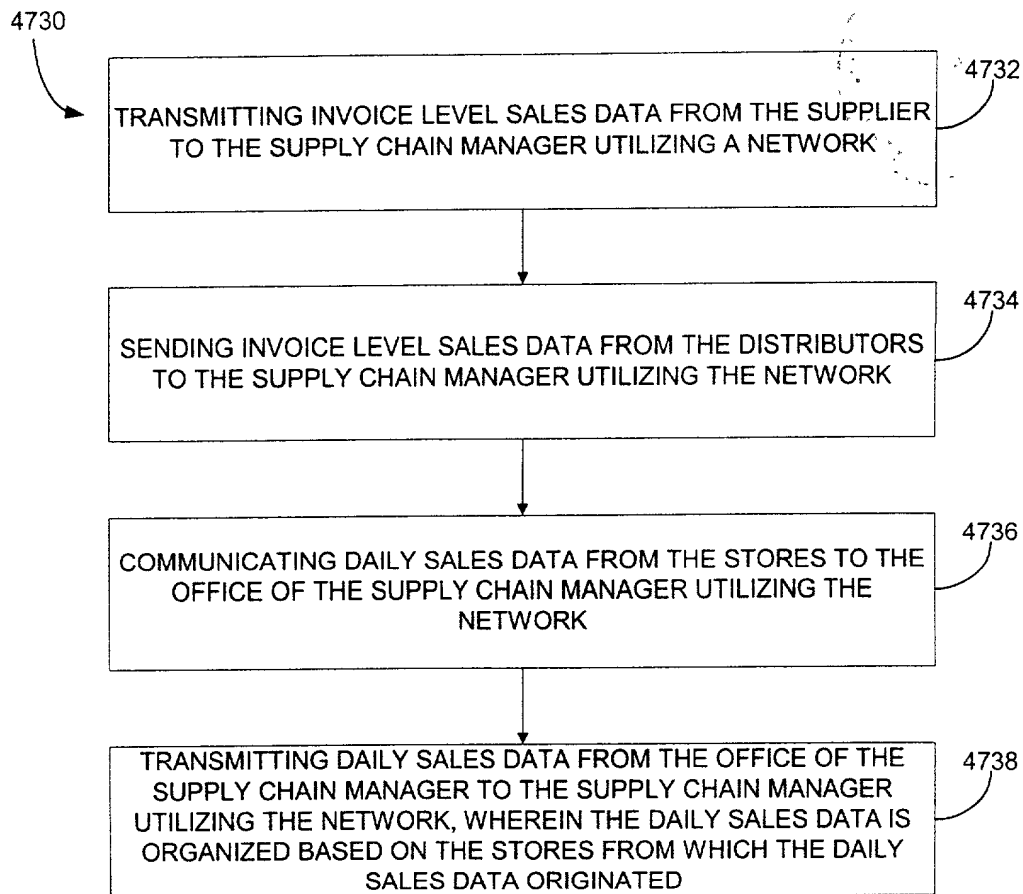 4730
4732
TRANSMITTING INVOICE LEVEL SALES DATA FROM THE SUPPLIER
TO THE SUPPLY CHAIN MANAGER UTILIZING A NETWORK
4734
SENDING INVOICE LEVEL SALES DATA FROM THE DISTRIBUTORS
TO THE SUPPLY CHAIN MANAGER UTILIZING THE NETWORK
4736
COMMUNICATING DAILY SALES DATA FROM THE STORES TO THE
OFFICE OF THE SUPPLY CHAIN MANAGER UTILIZING THE
NETWORK
4738
TRANSMITTING DAILY SALES DATA FROM THE OFFICE OF THE
SUPPLY CHAIN MANAGER TO THE SUPPLY CHAIN MANAGER
UTILIZING THE NETWORK, WHEREIN THE DAILY SALES DATA IS
ORGANIZED BASED ON THE STORES FROM WHICH THE DAILY
SALES DATA ORIGINATED